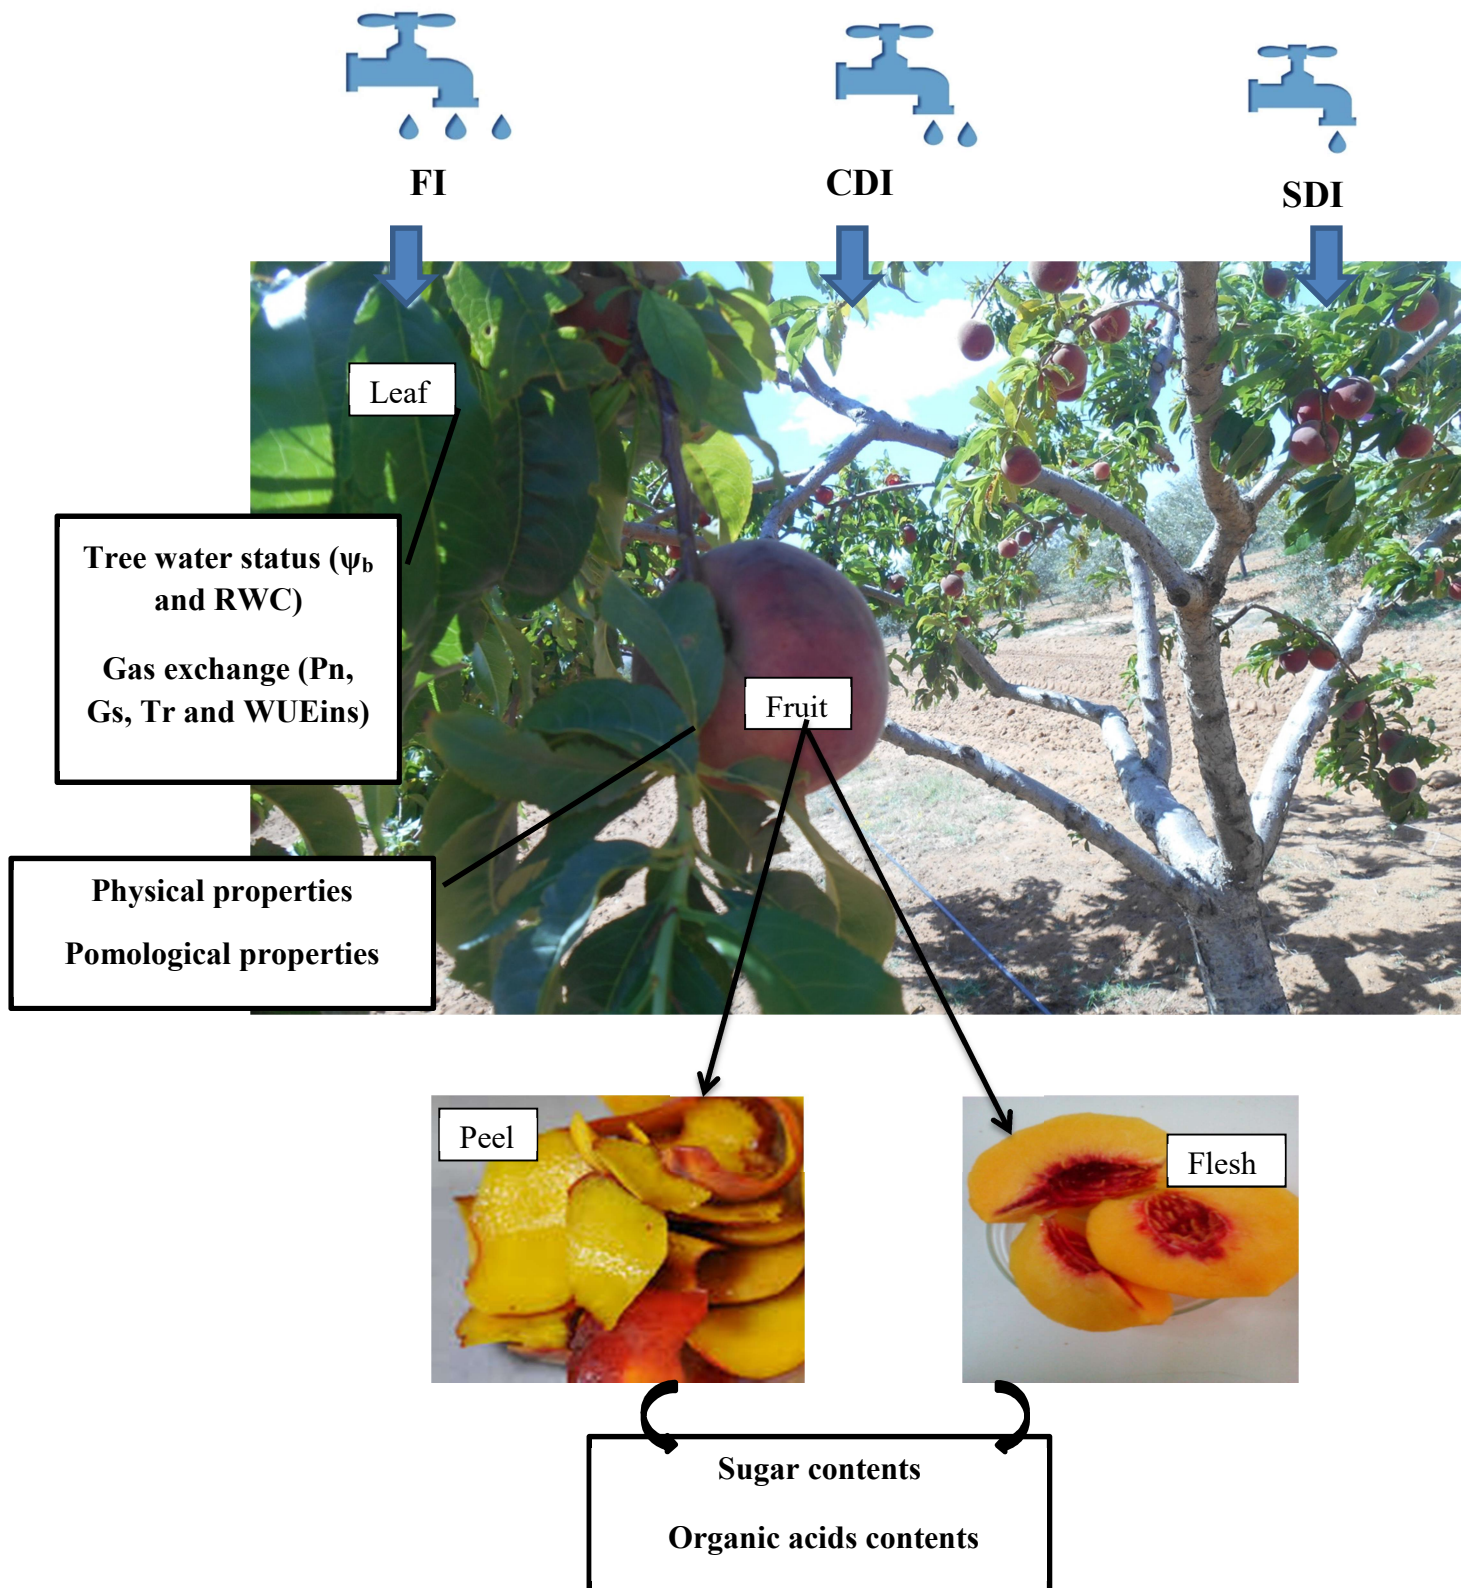 FI
CDI
SDI
Leaf
Tree water status (ψb
and RWC)
Gas exchange (Pn,
Gs, Tr and WUEins)
Fruit
Physical properties
Pomological properties
Peel
Flesh
Sugar contents
Organic acids contents